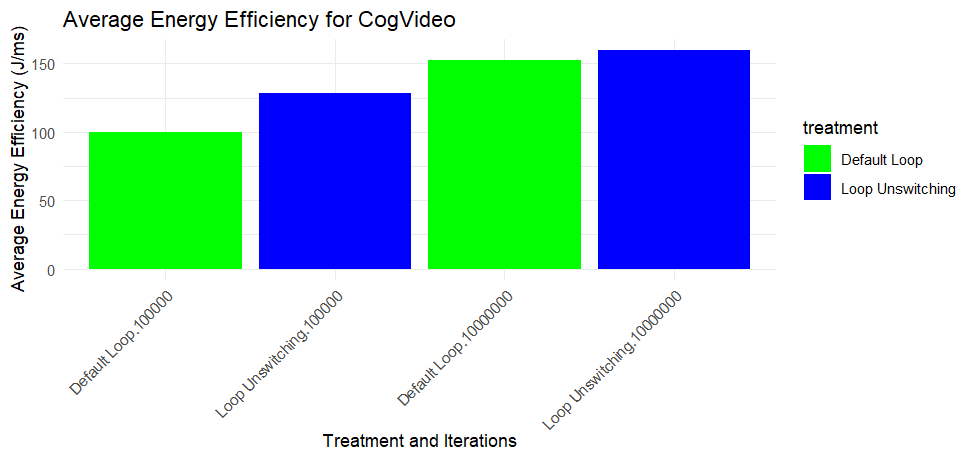 Average Energy Efficiency for CogVideo
Average Energy Efficiency (J/ms)
150
100
50
0
Default Loop.100000
Loop Unswitching.100000
Default Loop.10000000
Loop Unswitching.10000000
Treatment and Iterations
treatment
Default Loop
Loop Unswitching